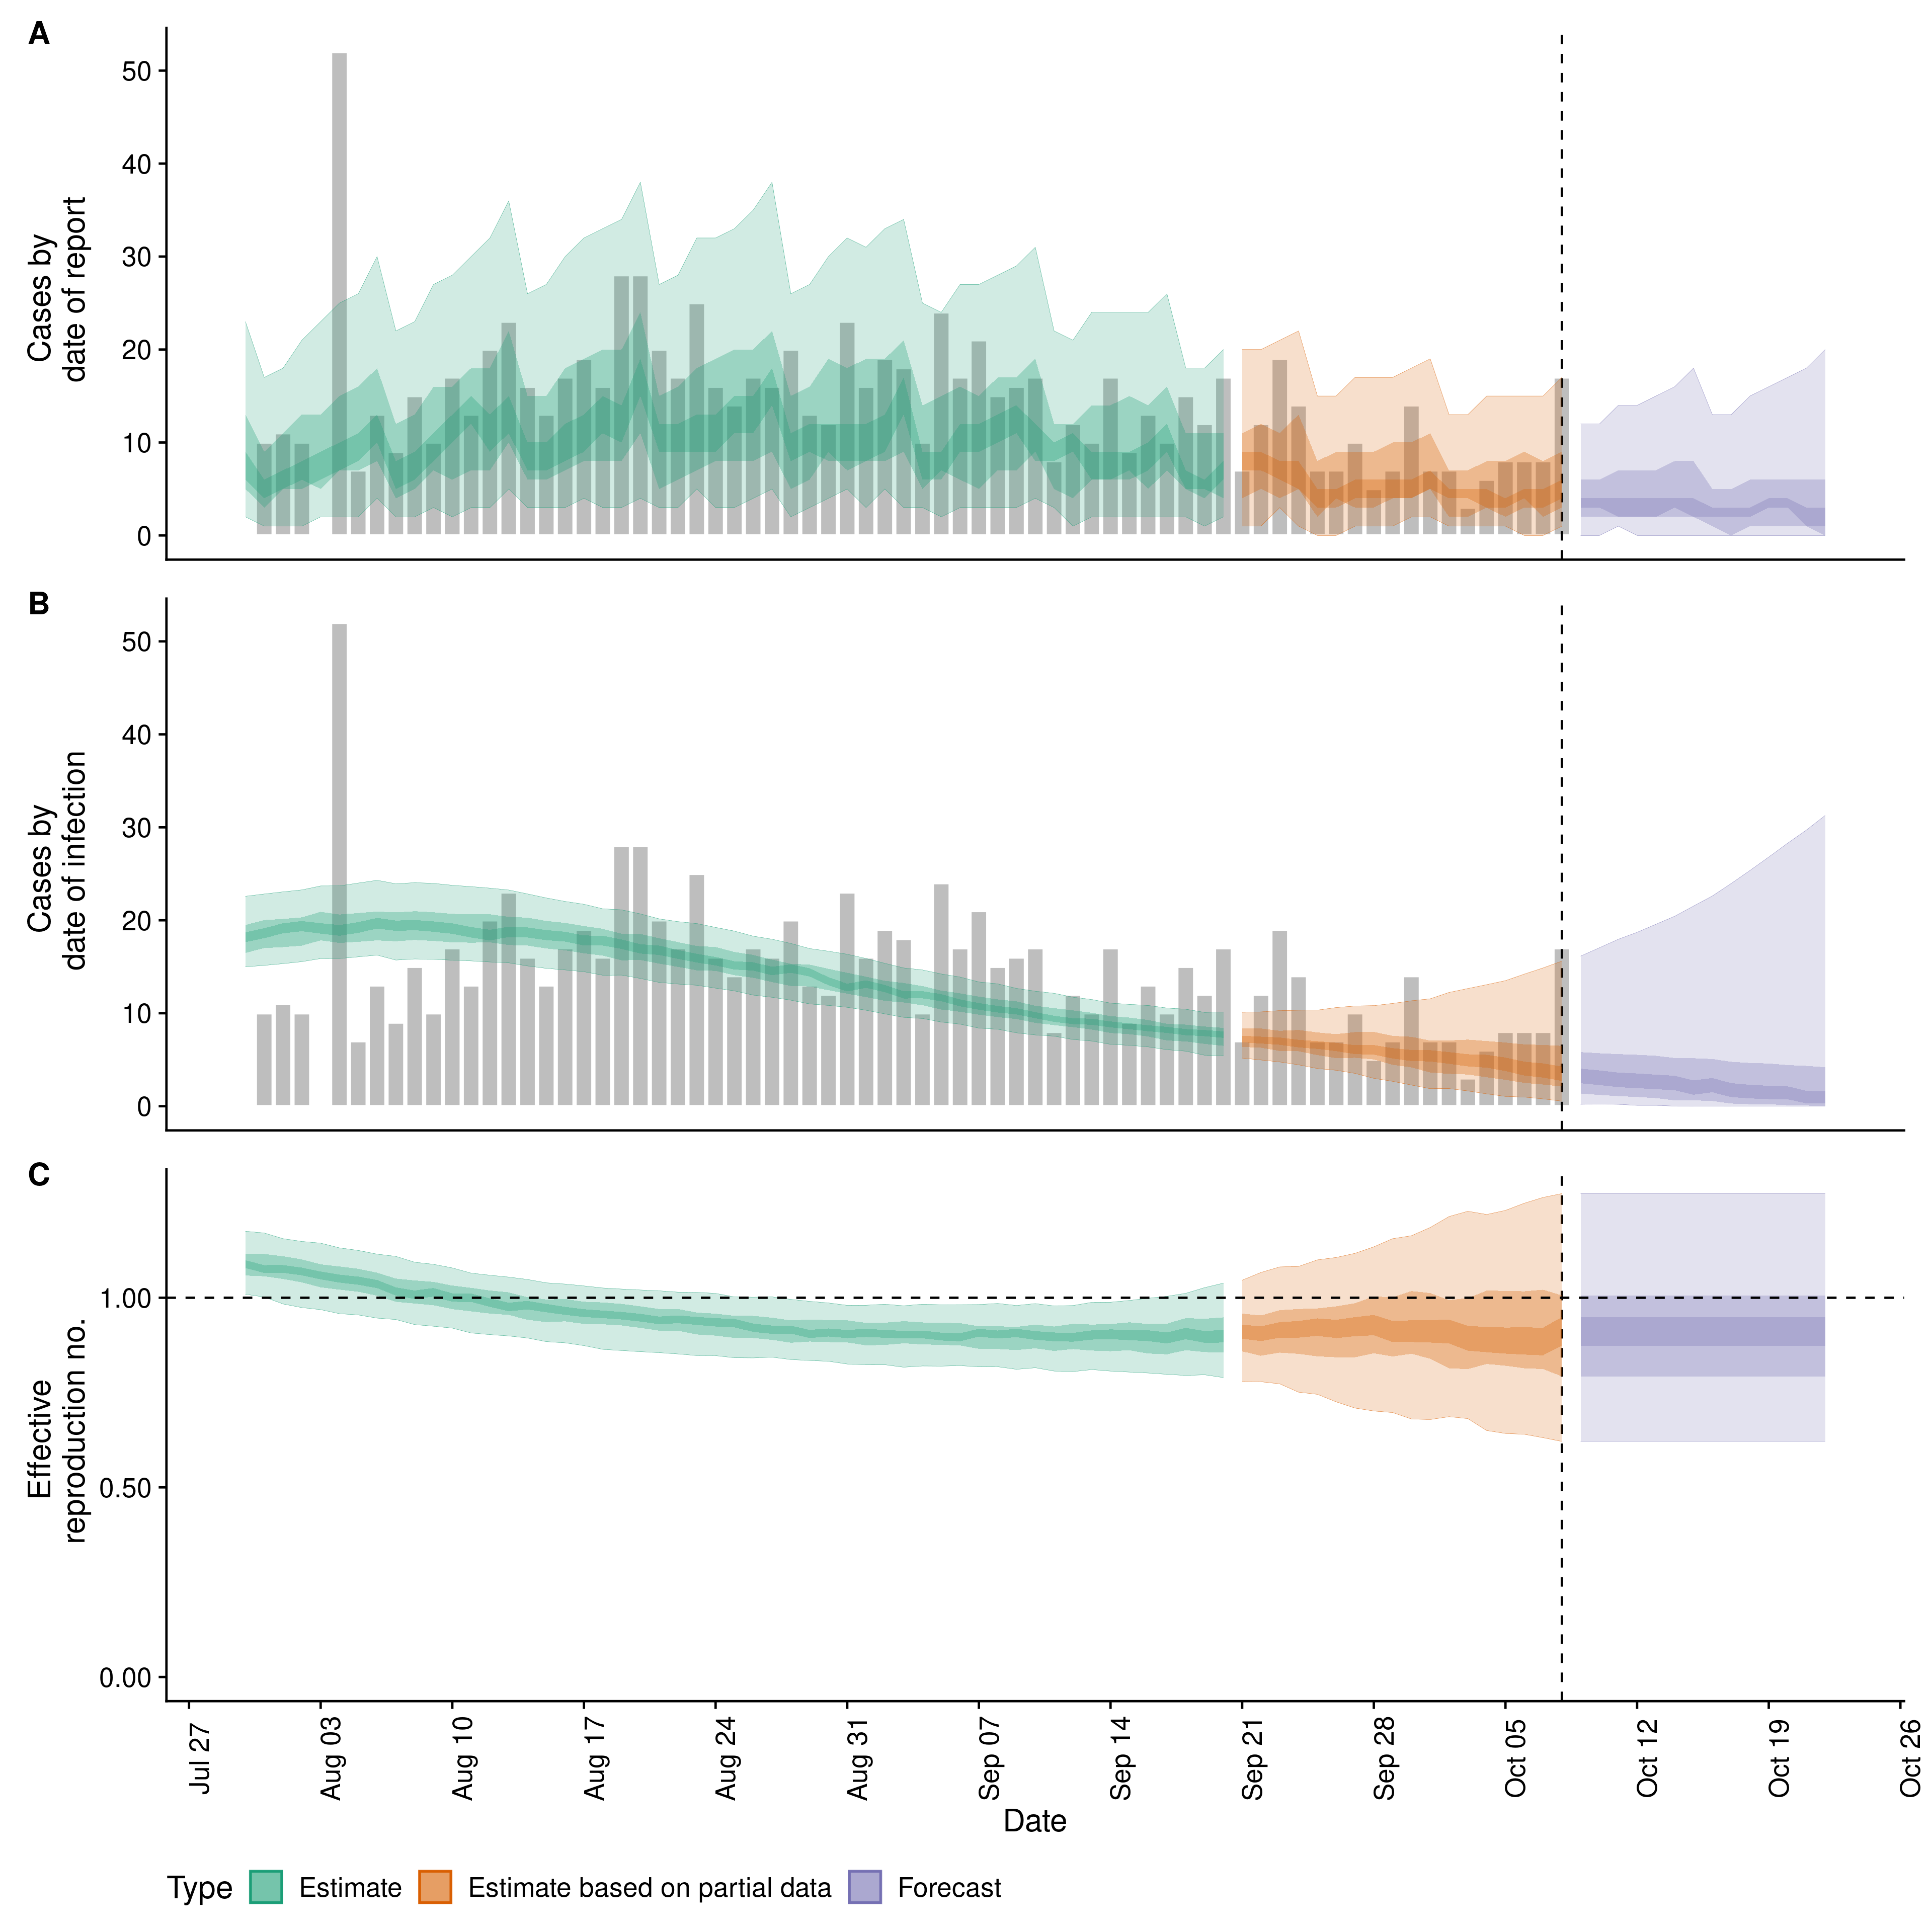 A
50
40
30
20
10
0
Cases by
date of report
B
50
40
30
20
10
0
Cases by
date of infection
C
1.00
0.50
0.00
Effective
reproduction no.
Jul 27
Aug 03
Aug 10
Aug 17
Aug 24
Aug 31
Sep 07
Sep 14
Sep 21
Sep 28
Oct 05
Oct 12
Oct 19
Oct 26
Date
Type Estimate Estimate based on partial data Forecast